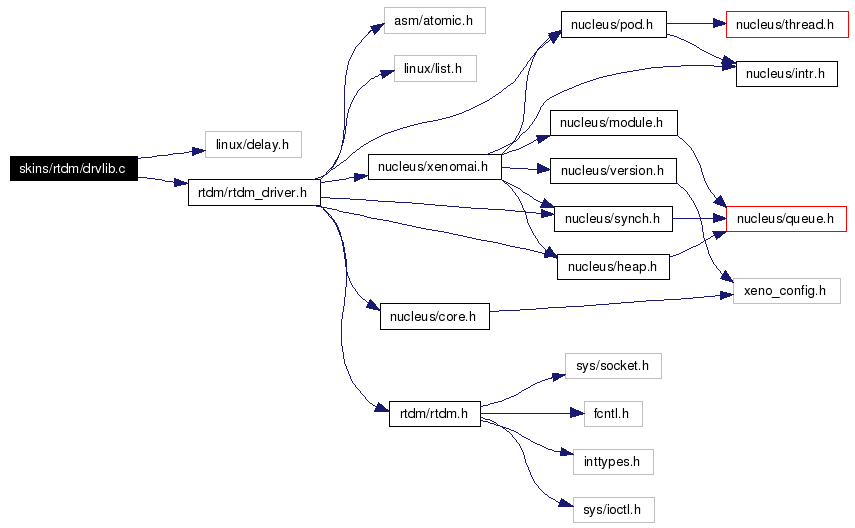 skins/rtdm/drvlib.c
linux/delay.h
rtdm/rtdm_driver.h
asm/atomic.h
linux/list.h
nucleus/xenomai.h
nucleus/core.h
rtdm/rtdm.h
nucleus/pod.h
nucleus/module.h
nucleus/version.h
nucleus/synch.h
nucleus/heap.h
sys/socket.h
fcntl.h
inttypes.h
sys/ioctl.h
nucleus/thread.h
nucleus/intr.h
nucleus/queue.h
xeno_config.h